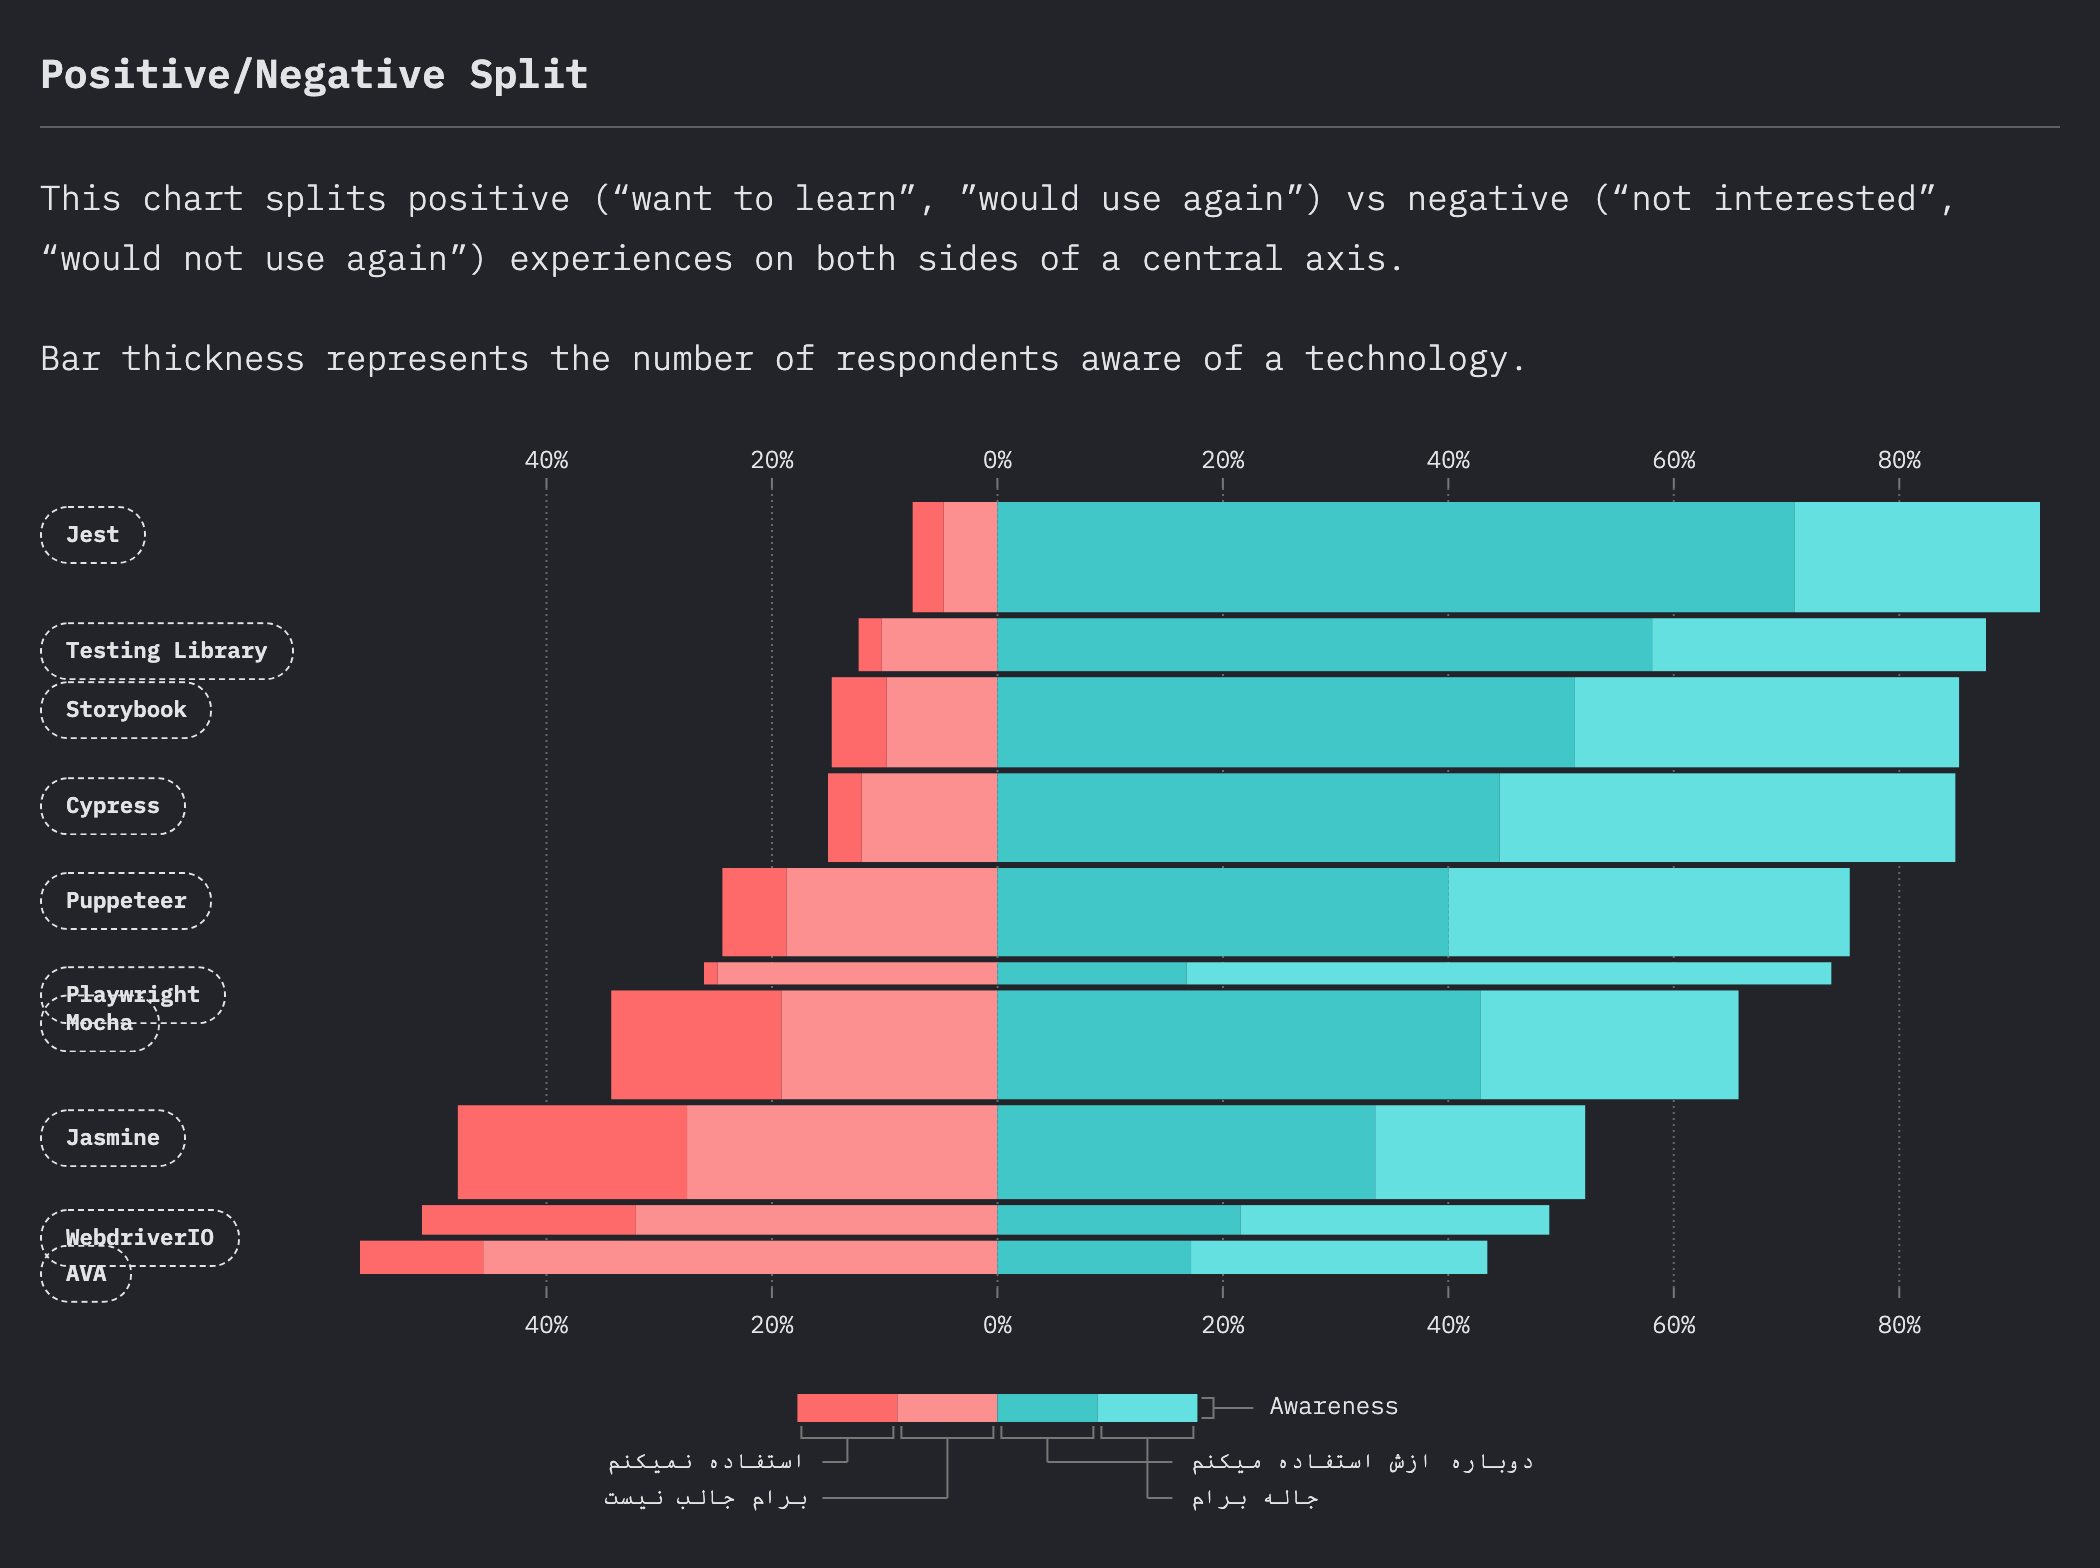 Positive/Negative Split
This chart splits positive (“want to learn”, ”would use again”) vs negative (“not interested”,
“would not use again”) experiences on both sides of a central axis.
Bar thickness represents the number of respondents aware of a technology.
40% 20% 0% 20% 40% 60% 80%
Jest
Testing Library
Storybook
Cypress
Puppeteer
Playwright
Mocha
Jasmine
WebdriverIO
AVA
40% 20% 0% 20% 40% 60% 80%
Awareness
استفاده نمیکنم
دوباره ازش استفاده میکنم
برام جالب نیست
جاله برام